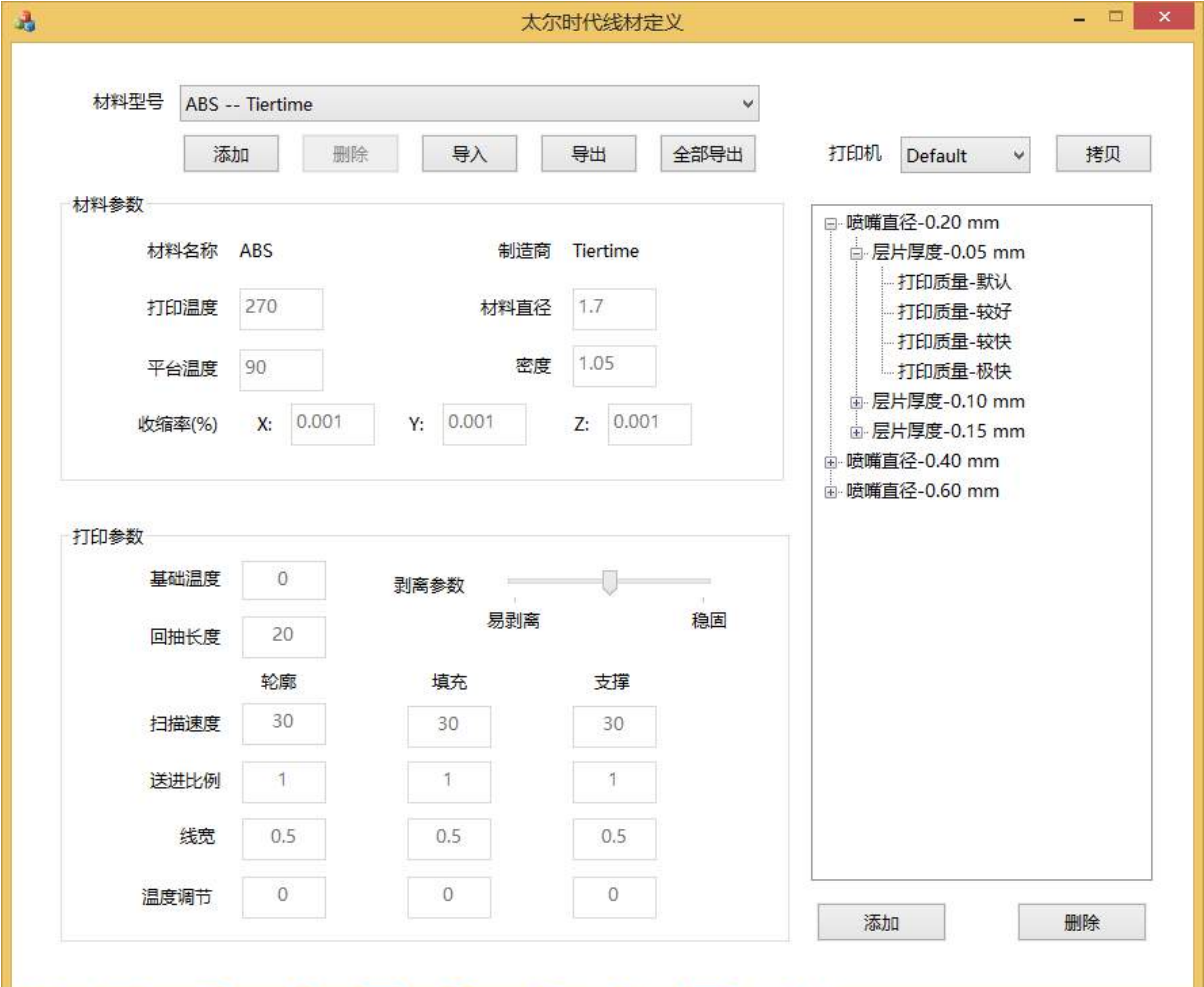 太尔时代线材定义
材料型号 ABS -- Tiertime
添加 删除 导入 导出 全部导出 打印机 Default 拷贝
材料参数
材料名称 ABS 制造商 Tiertime
打印温度 270 材料直径 1.7
平台温度 90 密度 1.05
收缩率(%) X: 0.001 Y: 0.001 Z: 0.001
打印参数
基础温度 0 剥离参数
易剥离 稳固
回抽长度 20
轮廓 填充 支撑
扫描速度 30 30 30
送进比例 1 1 1
线宽 0.5 0.5 0.5
温度调节 0 0 0
喷嘴直径-0.20 mm
层片厚度-0.05 mm
打印质量-默认
打印质量-较好
打印质量-较快
打印质量-极快
层片厚度-0.10 mm
层片厚度-0.15 mm
喷嘴直径-0.40 mm
喷嘴直径-0.60 mm
添加 删除